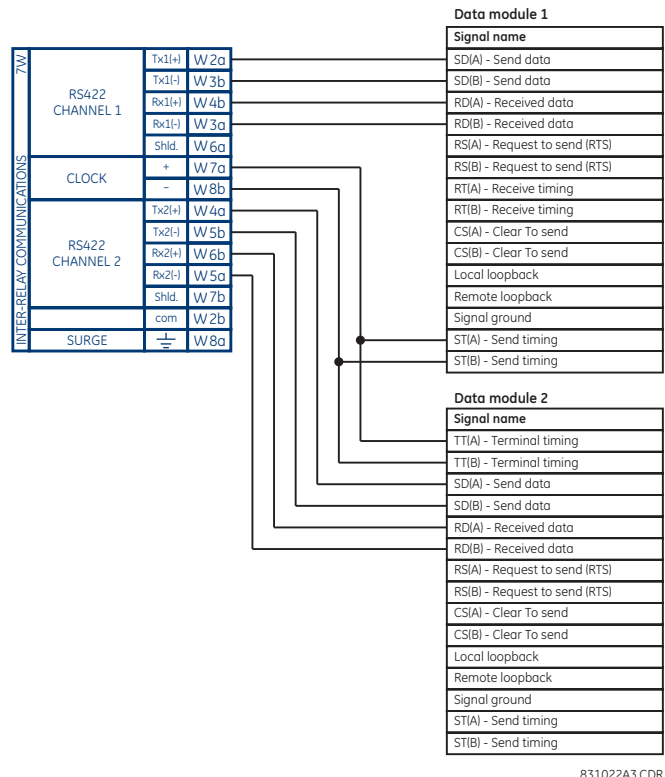 Data module 1
Signal name
7W
INTER-RELAY COMMUNICATIONS
RS422
CHANNEL 1
Tx1(+) W2a
Tx1(-) W3b
Rx1(+) W4b
Rx1(-) W3a
Shld. W6a
CLOCK
+ W7a
– W8b
RS422
CHANNEL 2
Tx2(+) W4a
Tx2(-) W5b
Rx2(+) W6b
Rx2(-) W5a
Shld. W7b
com W2b
SURGE W8a
SD(A) - Send data
SD(B) - Send data
RD(A) - Received data
RD(B) - Received data
RS(A) - Request to send (RTS)
RS(B) - Request to send (RTS)
RT(A) - Receive timing
RT(B) - Receive timing
CS(A) - Clear To send
CS(B) - Clear To send
Local loopback
Remote loopback
Signal ground
ST(A) - Send timing
ST(B) - Send timing
Data module 2
Signal name
TT(A) - Terminal timing
TT(B) - Terminal timing
SD(A) - Send data
SD(B) - Send data
RD(A) - Received data
RD(B) - Received data
RS(A) - Request to send (RTS)
RS(B) - Request to send (RTS)
CS(A) - Clear To send
CS(B) - Clear To send
Local loopback
Remote loopback
Signal ground
ST(A) - Send timing
ST(B) - Send timing
831022A3.CDR